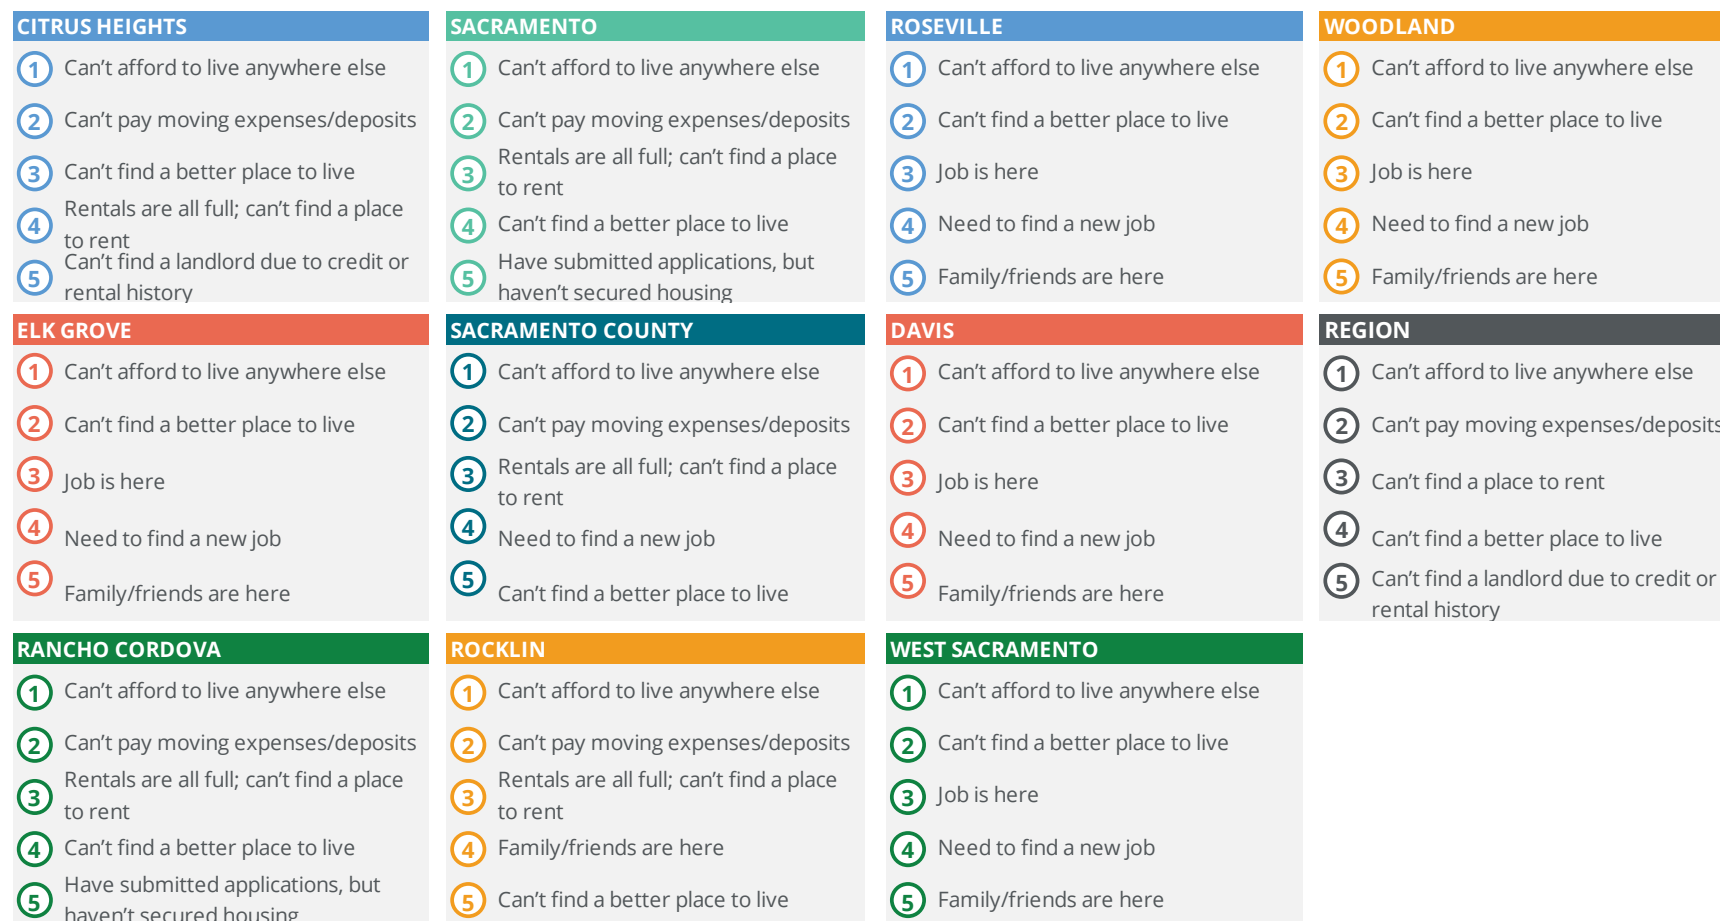 CITRUS HEIGHTS
1 Can't afford to live anywhere else
2 Can't pay moving expenses/deposits
3 Can't find a better place to live
4 Rentals are all full; can't find a place
to rent
5 Can't find a landlord due to credit or
rental history
SACRAMENTO
1 Can't afford to live anywhere else
2 Can't pay moving expenses/deposits
3 Rentals are all full; can't find a place
to rent
4 Can't find a better place to live
5 Have submitted applications, but
haven't secured housing
ROSEVILLE
1 Can't afford to live anywhere else
2 Can't find a better place to live
3 Job is here
4 Need to find a new job
5 Family/friends are here
WOODLAND
1 Can't afford to live anywhere else
2 Can't find a better place to live
3 Job is here
4 Need to find a new job
5 Family/friends are here
ELK GROVE
1 Can't afford to live anywhere else
2 Can't find a better place to live
3 Job is here
4 Need to find a new job
5 Family/friends are here
SACRAMENTO COUNTY
1 Can't afford to live anywhere else
2 Can't pay moving expenses/deposits
3 Rentals are all full; can't find a place
to rent
4 Need to find a new job
5 Can't find a better place to live
DAVIS
1 Can't afford to live anywhere else
2 Can't find a better place to live
3 Job is here
4 Need to find a new job
5 Family/friends are here
REGION
1 Can't afford to live anywhere else
2 Can't pay moving expenses/deposits
3 Can't find a place to rent
4 Can't find a better place to live
5 Can't find a landlord due to credit or
rental history
RANCHO CORDOVA
1 Can't afford to live anywhere else
2 Can't pay moving expenses/deposits
3 Rentals are all full; can't find a place
to rent
4 Can't find a better place to live
5 Have submitted applications, but
haven't secured housing
ROCKLIN
1 Can't afford to live anywhere else
2 Can't pay moving expenses/deposits
3 Rentals are all full; can't find a place
to rent
4 Family/friends are here
5 Can't find a better place to live
WEST SACRAMENTO
1 Can't afford to live anywhere else
2 Can't find a better place to live
3 Job is here
4 Need to find a new job
5 Family/friends are here